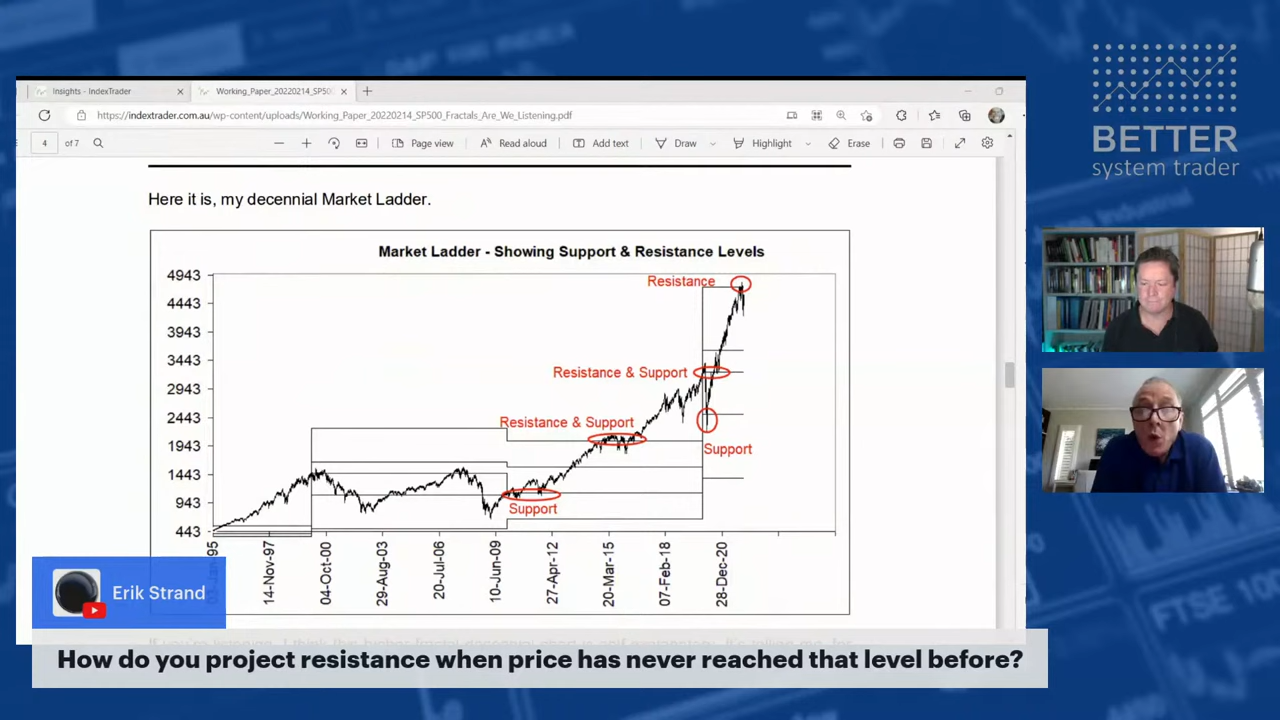 S&P 100 INDEX
Insights - IndexTrader
Working_Paper_20220214_SP500
https://indextrader.com.au/wp-content/uploads/Working_Paper_20220214_SP500_Fractals_Are_We_Listening.pdf
4 of 7
Page view
Read aloud
Add text
Draw
Highlight
Erase
Here it is, my decennial Market Ladder.
Market Ladder - Showing Support & Resistance Levels
4943
4443
3943
3443
2943
2443
1943
1443
943
443
Resistance
Resistance & Support
Resistance & Support
Support
Support
14-Nov-97
04-Oct-00
29-Aug-03
20-Jul-06
10-Jun-09
27-Apr-12
20-Mar-15
07-Feb-18
28-Dec-20
BETTER
system trader
Erik Strand
How do you project resistance when price has never reached that level before?
FTSE 100